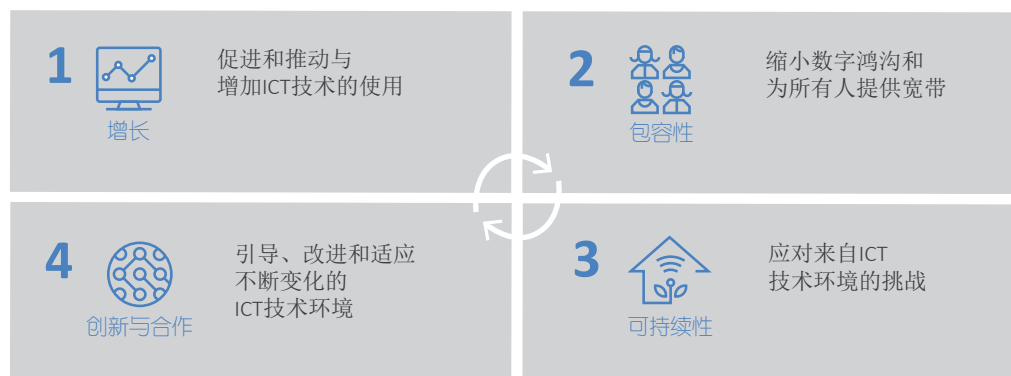 1
促进和推动与
增加ICT技术的使用
增长
2
缩小数字鸿沟和
为所有人提供宽带
包容性
4
引导、改进和适应
不断变化的
ICT技术环境
创新与合作
3
应对来自ICT
技术环境的挑战
可持续性